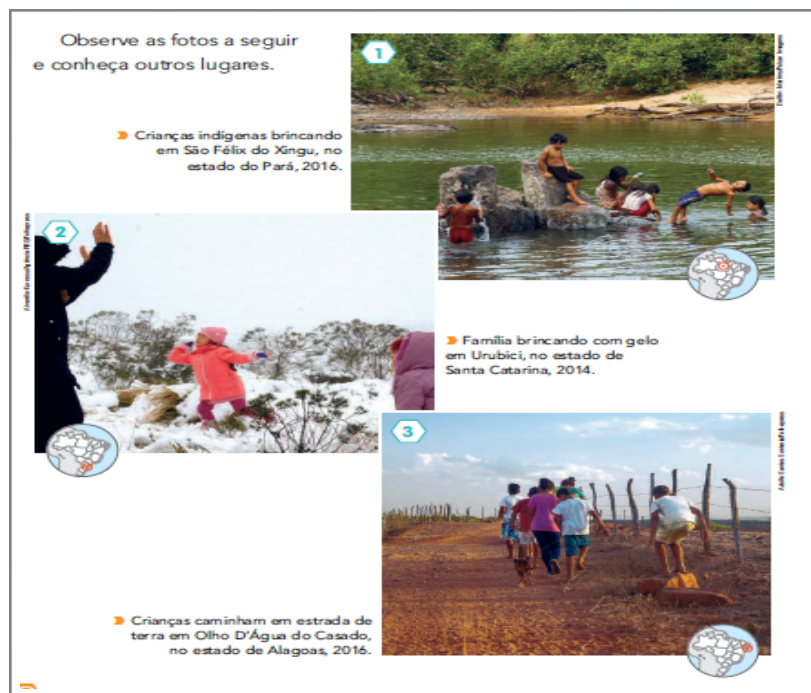 Observe as fotos a seguir
e conheça outros lugares.
1
Crianças indígenas brincando
em São Félix do Xingu, no
estado do Pará, 2016.
2
Família brincando com gelo
em Urubici, no estado de
Santa Catarina, 2014.
3
Crianças caminham em estrada de
terra em Olho D'Água do Casado,
no estado de Alagoas, 2016.